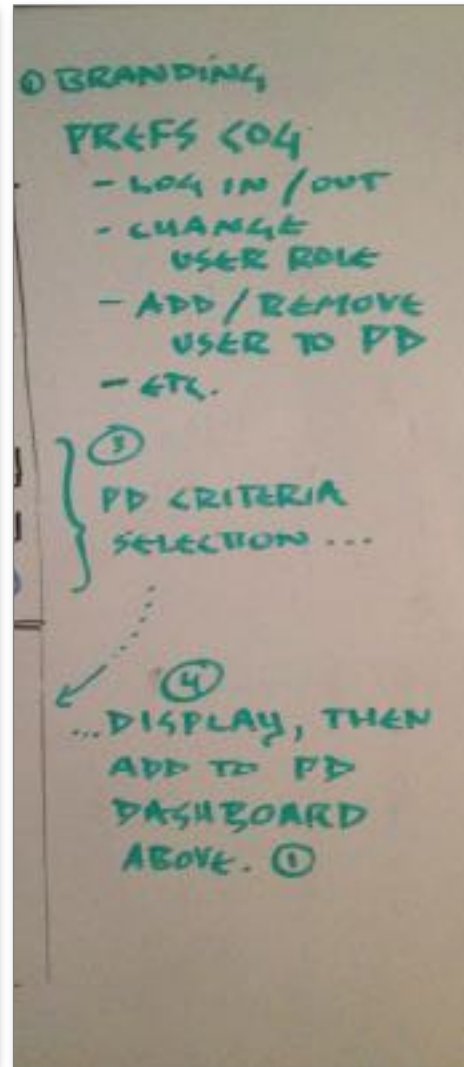 ① BRANDING
PREFS COG
- LOG IN / OUT
- CHANGE
USER ROLE
- ADD / REMOVE
USER TO PD
- ETC.
③
PD CRITERIA
SELECTION ...
④
...DISPLAY, THEN
ADD TO PD
DASHBOARD
ABOVE. ①